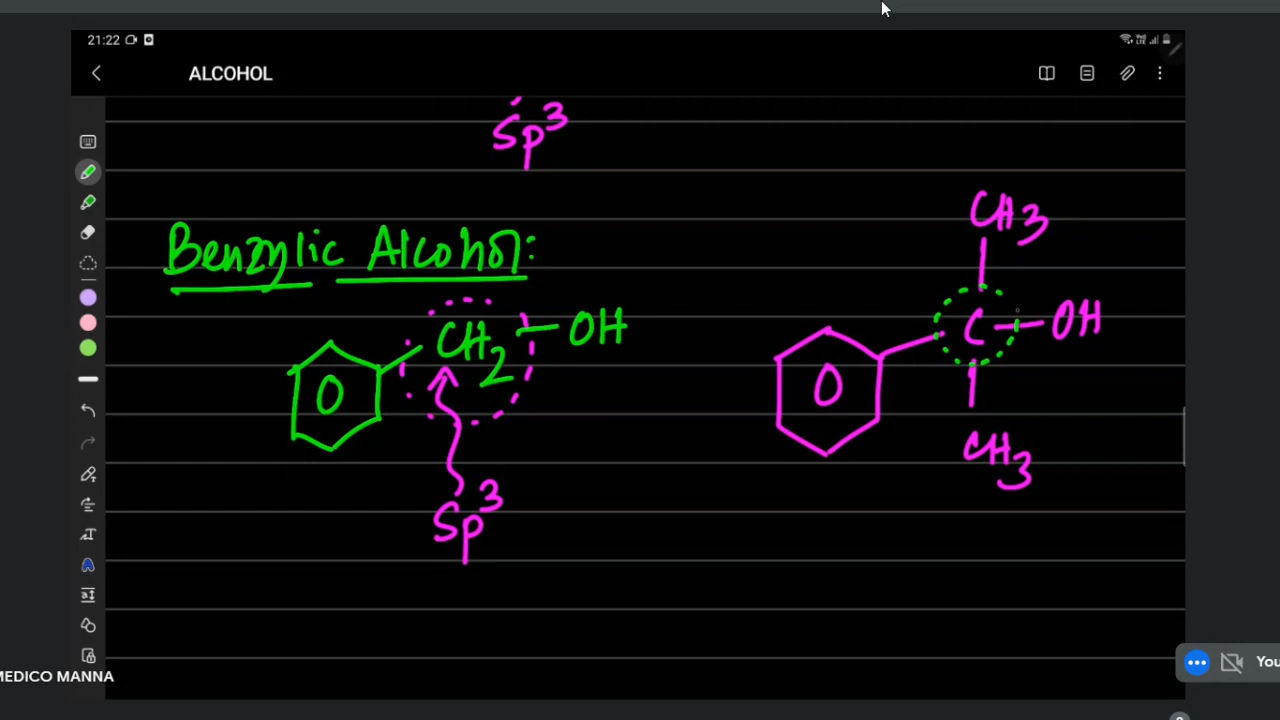 21:22
ALCOHOL
Sp3
Benzylic Alcohol:
CH2 OH
Sp3
CH3
C OH
CH3
MEDICO MANNA
You